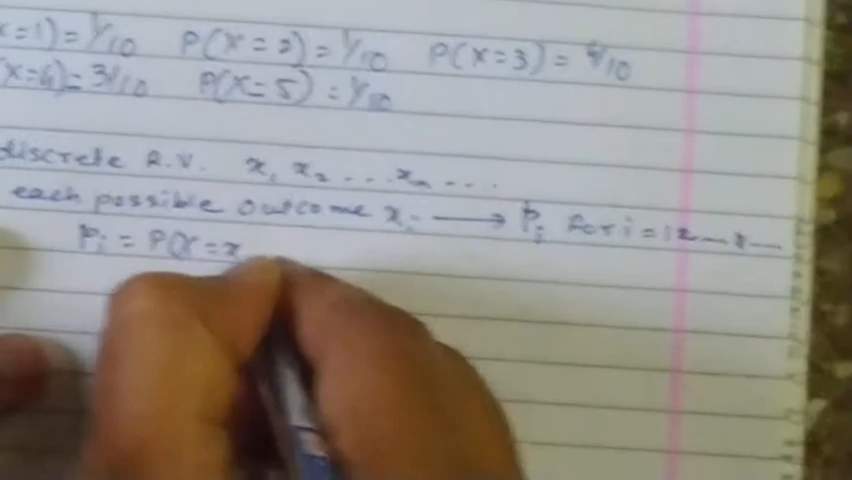 x=1) = 1/10 P(X=2) = 1/10 P(X=3) = 4/10
(X=4) = 3/10 P(X=5) = 1/10
discrete R.V. x₁ x₂ ... xₙ ....
each possible outcome xᵢ ⟶ Pᵢ for i = 1 2 ... n ...
Pᵢ = P(X = x